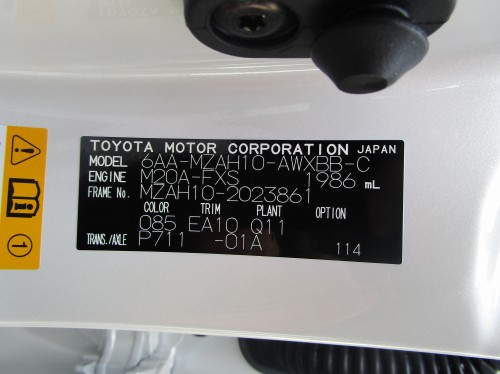 TOYOTA MOTOR CORPORATION JAPAN
MODEL 6AA-MZAH10-AWXBB-C
ENGINE M20A-FXS 1986 mL
FRAME No. MZAH10-2023861
COLOR TRIM PLANT OPTION
085 EA10 Q11
TRANS./AXLE P711 -01A
114
1